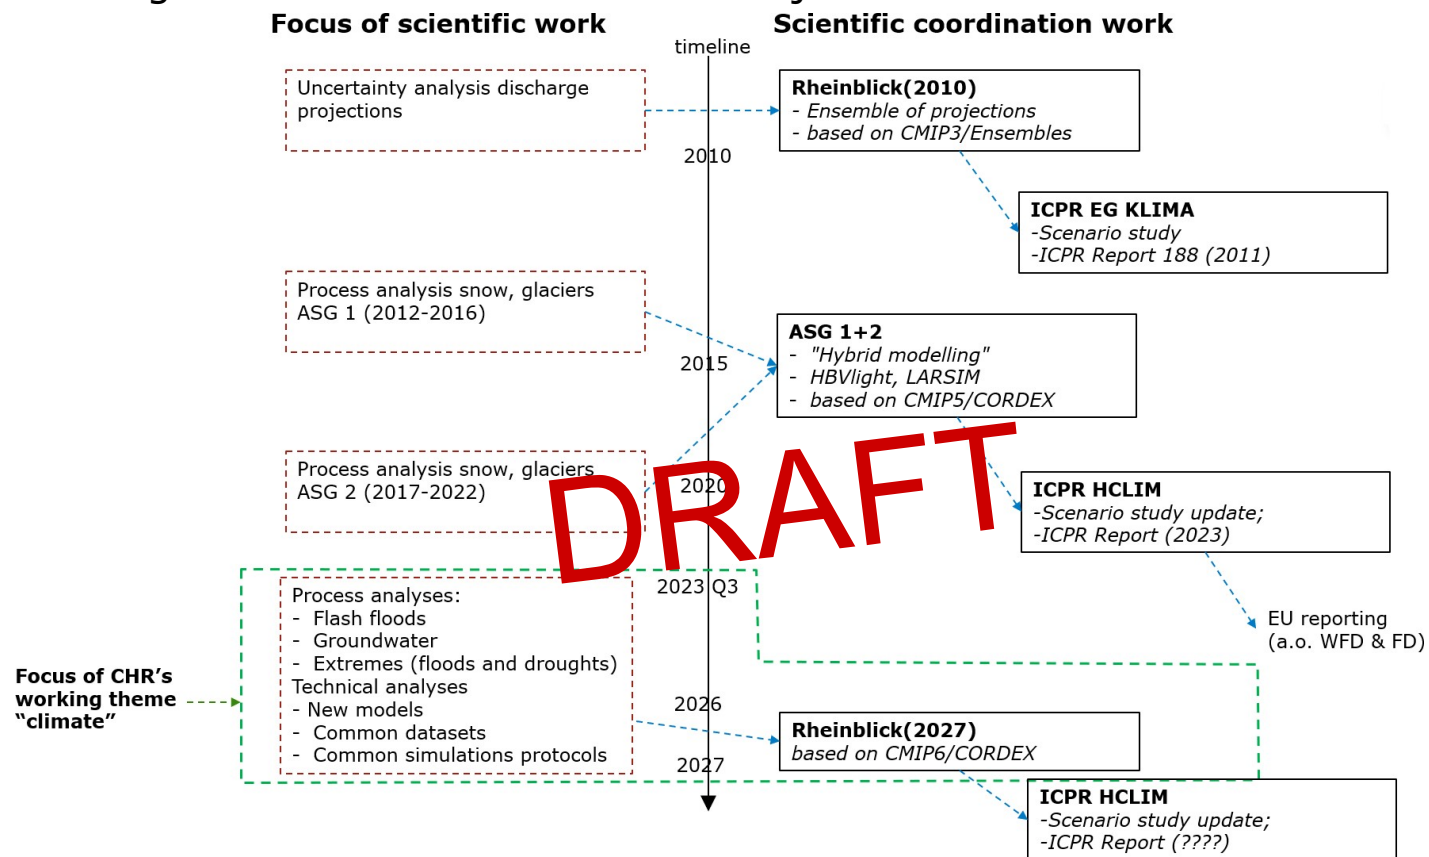 Focus of scientific work
Scientific coordination work
timeline
Uncertainty analysis discharge
projections
Rheinblick(2010)
- Ensemble of projections
- based on CMIP3/Ensembles
2010
ICPR EG KLIMA
-Scenario study
-ICPR Report 188 (2011)
Process analysis snow, glaciers
ASG 1 (2012-2016)
2015
ASG 1+2
- "Hybrid modelling"
- HBVlight, LARSIM
- based on CMIP5/CORDEX
Process analysis snow, glaciers
ASG 2 (2017-2022)
2020
DRAFT
ICPR HCLIM
-Scenario study update;
-ICPR Report (2023)
2023 Q3
EU reporting
(a.o. WFD & FD)
Process analyses:
- Flash floods
- Groundwater
- Extremes (floods and droughts)
Technical analyses
- New models
- Common datasets
- Common simulations protocols
Focus of CHR’s
working theme
“climate”
2026
Rheinblick(2027)
based on CMIP6/CORDEX
2027
ICPR HCLIM
-Scenario study update;
-ICPR Report (????)